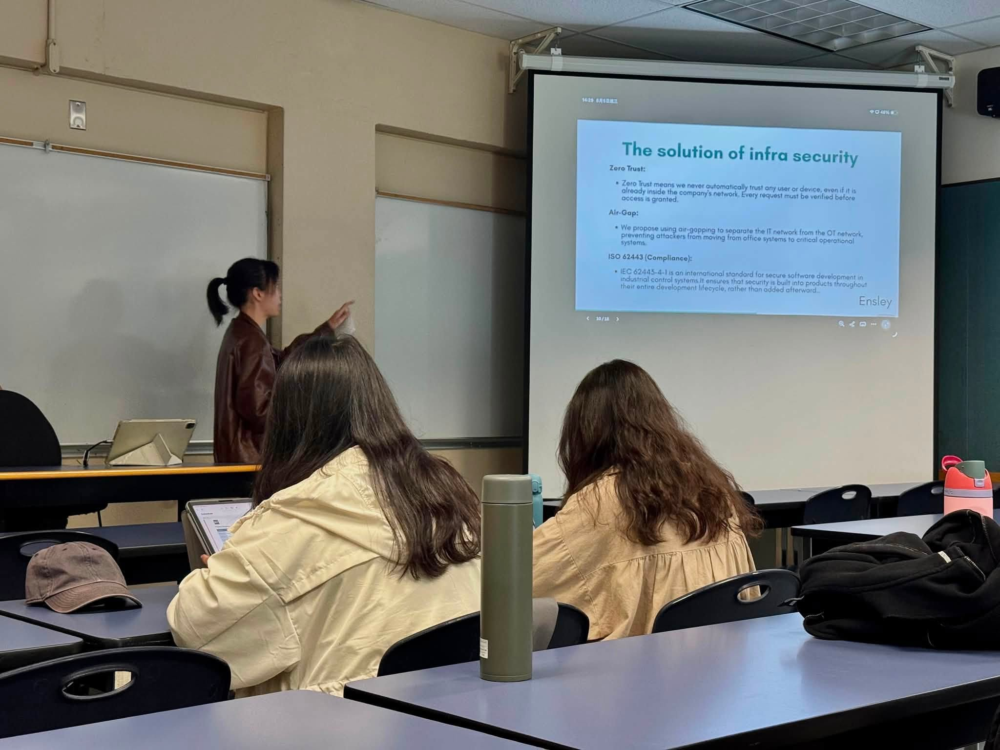 14:29
46%
The solution of infra security
Zero Trust:
• Zero Trust means we never automatically trust any user or device, even if it is
already inside the company's network. Every request must be verified before
access is granted.
Air-Gap:
• We propose using air-gapping to separate the IT network from the OT network,
preventing attackers from moving from office systems to critical operational
systems.
ISO 62443 (Compliance):
• IEC 62443-4-1 is an international standard for secure software development in
industrial control systems.It ensures that security is built into products throughout
their entire development lifecycle, rather than added afterward...
Ensley
10 / 18